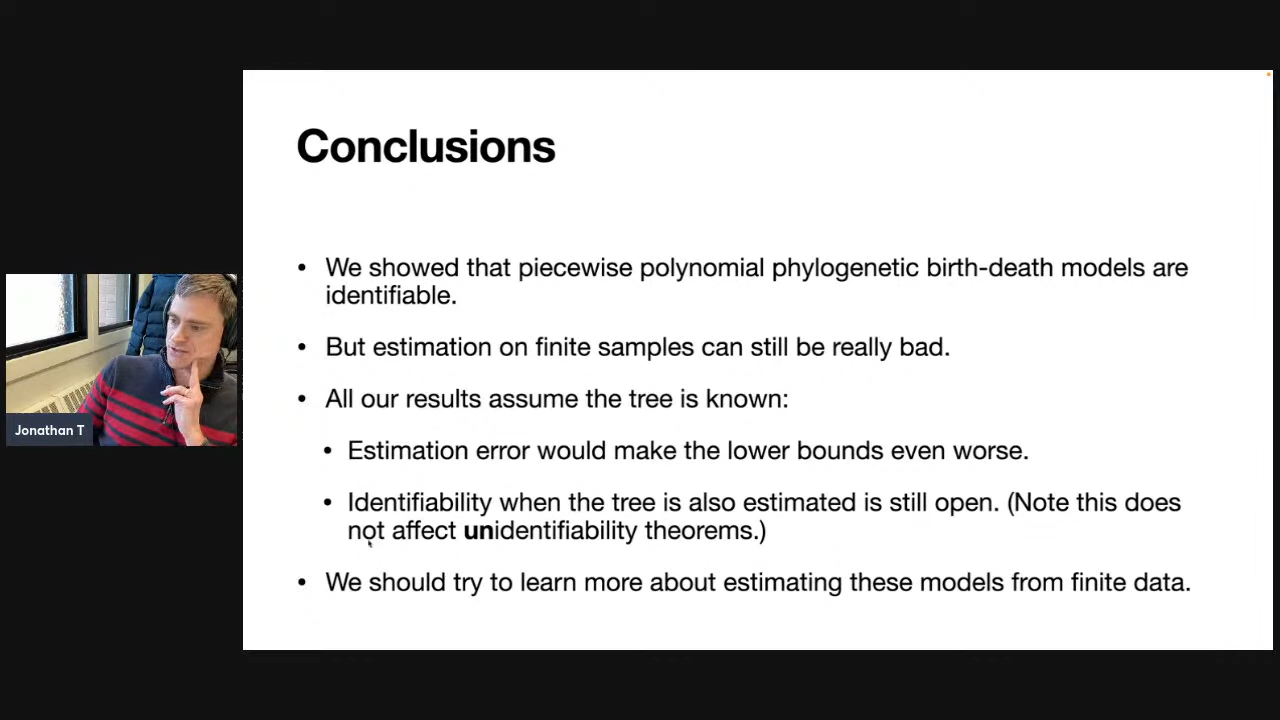 Conclusions
• We showed that piecewise polynomial phylogenetic birth-death models are
identifiable.
• But estimation on finite samples can still be really bad.
• All our results assume the tree is known:
• Estimation error would make the lower bounds even worse.
• Identifiability when the tree is also estimated is still open. (Note this does
not affect unidentifiability theorems.)
• We should try to learn more about estimating these models from finite data.
Jonathan T